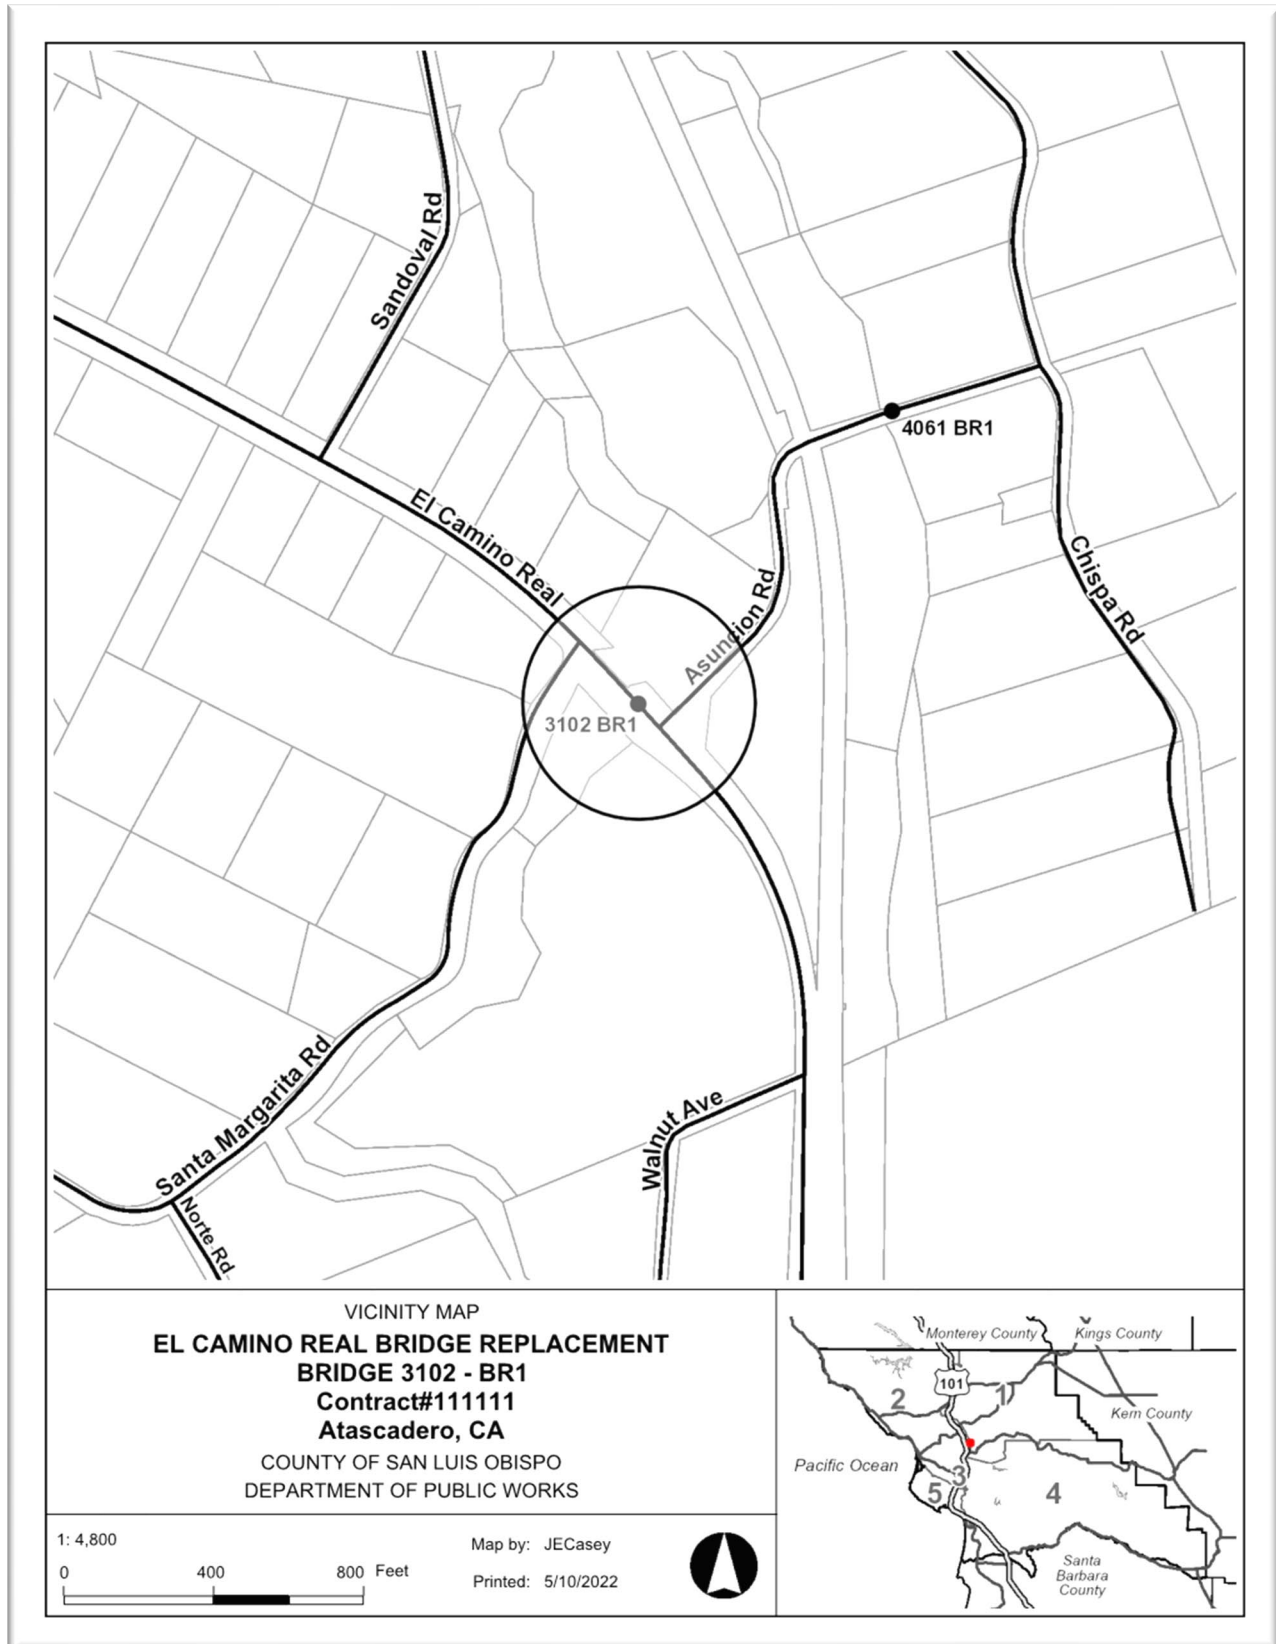 Sandoval Rd
4061 BR1
El Camino Real
Chispa Rd
Asuncion Rd
3102 BR1
Santa Margarita Rd
Walnut Ave
Norte Rd
VICINITY MAP
EL CAMINO REAL BRIDGE REPLACEMENT
BRIDGE 3102 - BR1
Contract#111111
Atascadero, CA
COUNTY OF SAN LUIS OBISPO
DEPARTMENT OF PUBLIC WORKS
1: 4,800
0 400 800 Feet
Map by: JECasey
Printed: 5/10/2022
Monterey County
Kings County
101
2
1
Kern County
Pacific Ocean
3
5
4
Santa
Barbara
County